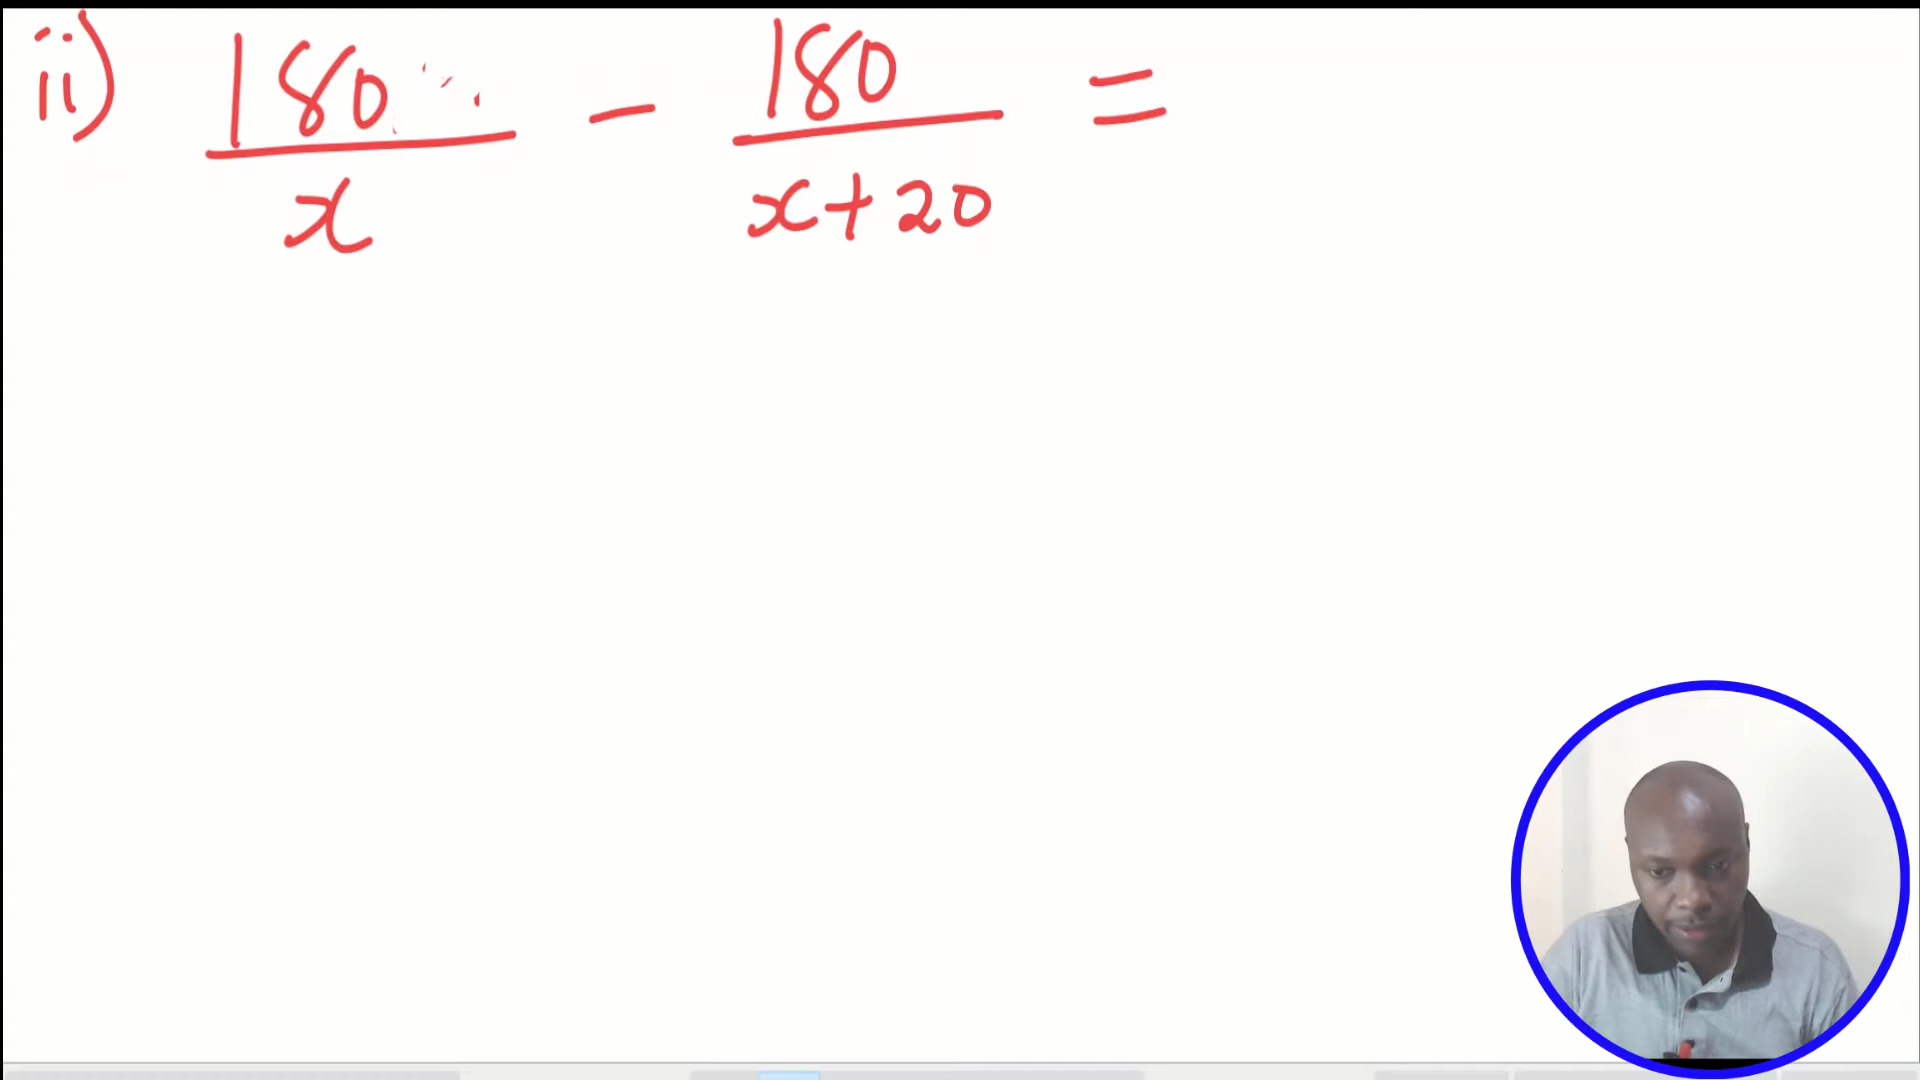 ii) 180/x - 180/x+20 =